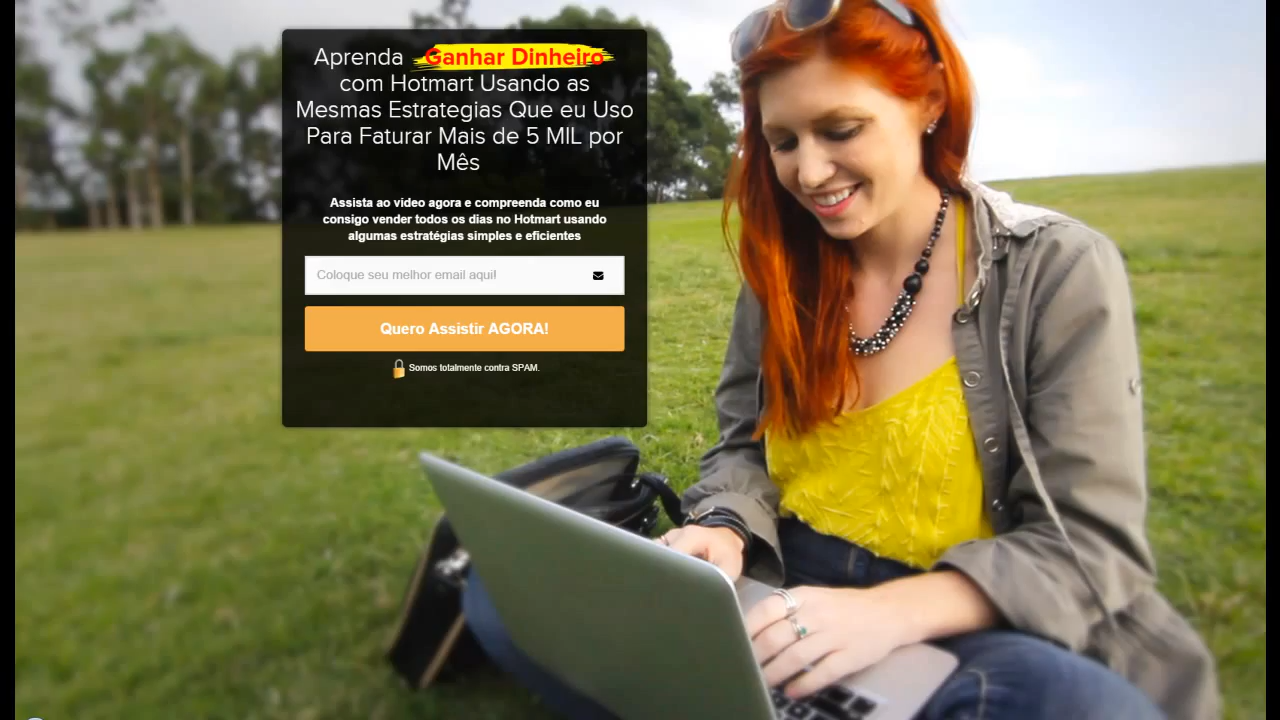 Aprenda Ganhar Dinheiro
com Hotmart Usando as
Mesmas Estrategias Que eu Uso
Para Faturar Mais de 5 MIL por
Mês
Assista ao video agora e compreenda como eu
consigo vender todos os dias no Hotmart usando
algumas estratégias simples e eficientes
Coloque seu melhor email aqui!
Quero Assistir AGORA!
Somos totalmente contra SPAM.